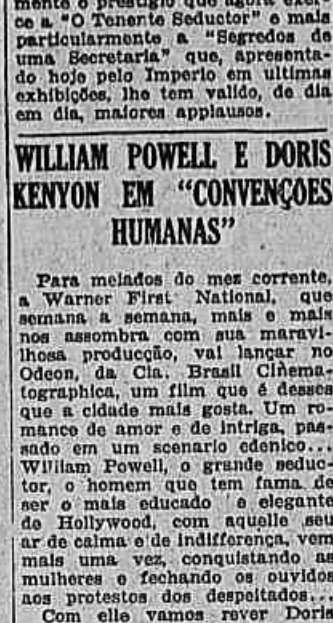 mente o prestigio que agora exer-
ce a "O Tenente Seductor" e mais
particularmente a "Segredos de
uma Secretaria" que, apresenta-
do hoje pelo Imperio em ultimas
exhibições, lhe tem valido, de dia
em dia, maiores applausos.
WILLIAM POWELL E DORIS
KENYON EM "CONVENÇOES
HUMANAS"
Para meiados do mez corrente,
a Warner First National, que
semana a semana, mais e mais
nos assombra com sua maravi-
lhosa producção, vai lançar no
Odeon, da Cia. Brasil Cinema-
tographica, um film que é desses
que a cidade mais gosta. Um ro-
mance de amor e de intriga, pas-
sado em um scenario edenico...
William Powell, o grande seduc-
tor, o homem que tem fama de
ser o mais educado e elegante
de Hollywood, com aquelle seu
ar de calma e de indifferença, vem
mais uma vez, conquistando as
mulheres e fechando os ouvidos
aos protestos dos despeitados...
Com elle vamos rever Doris